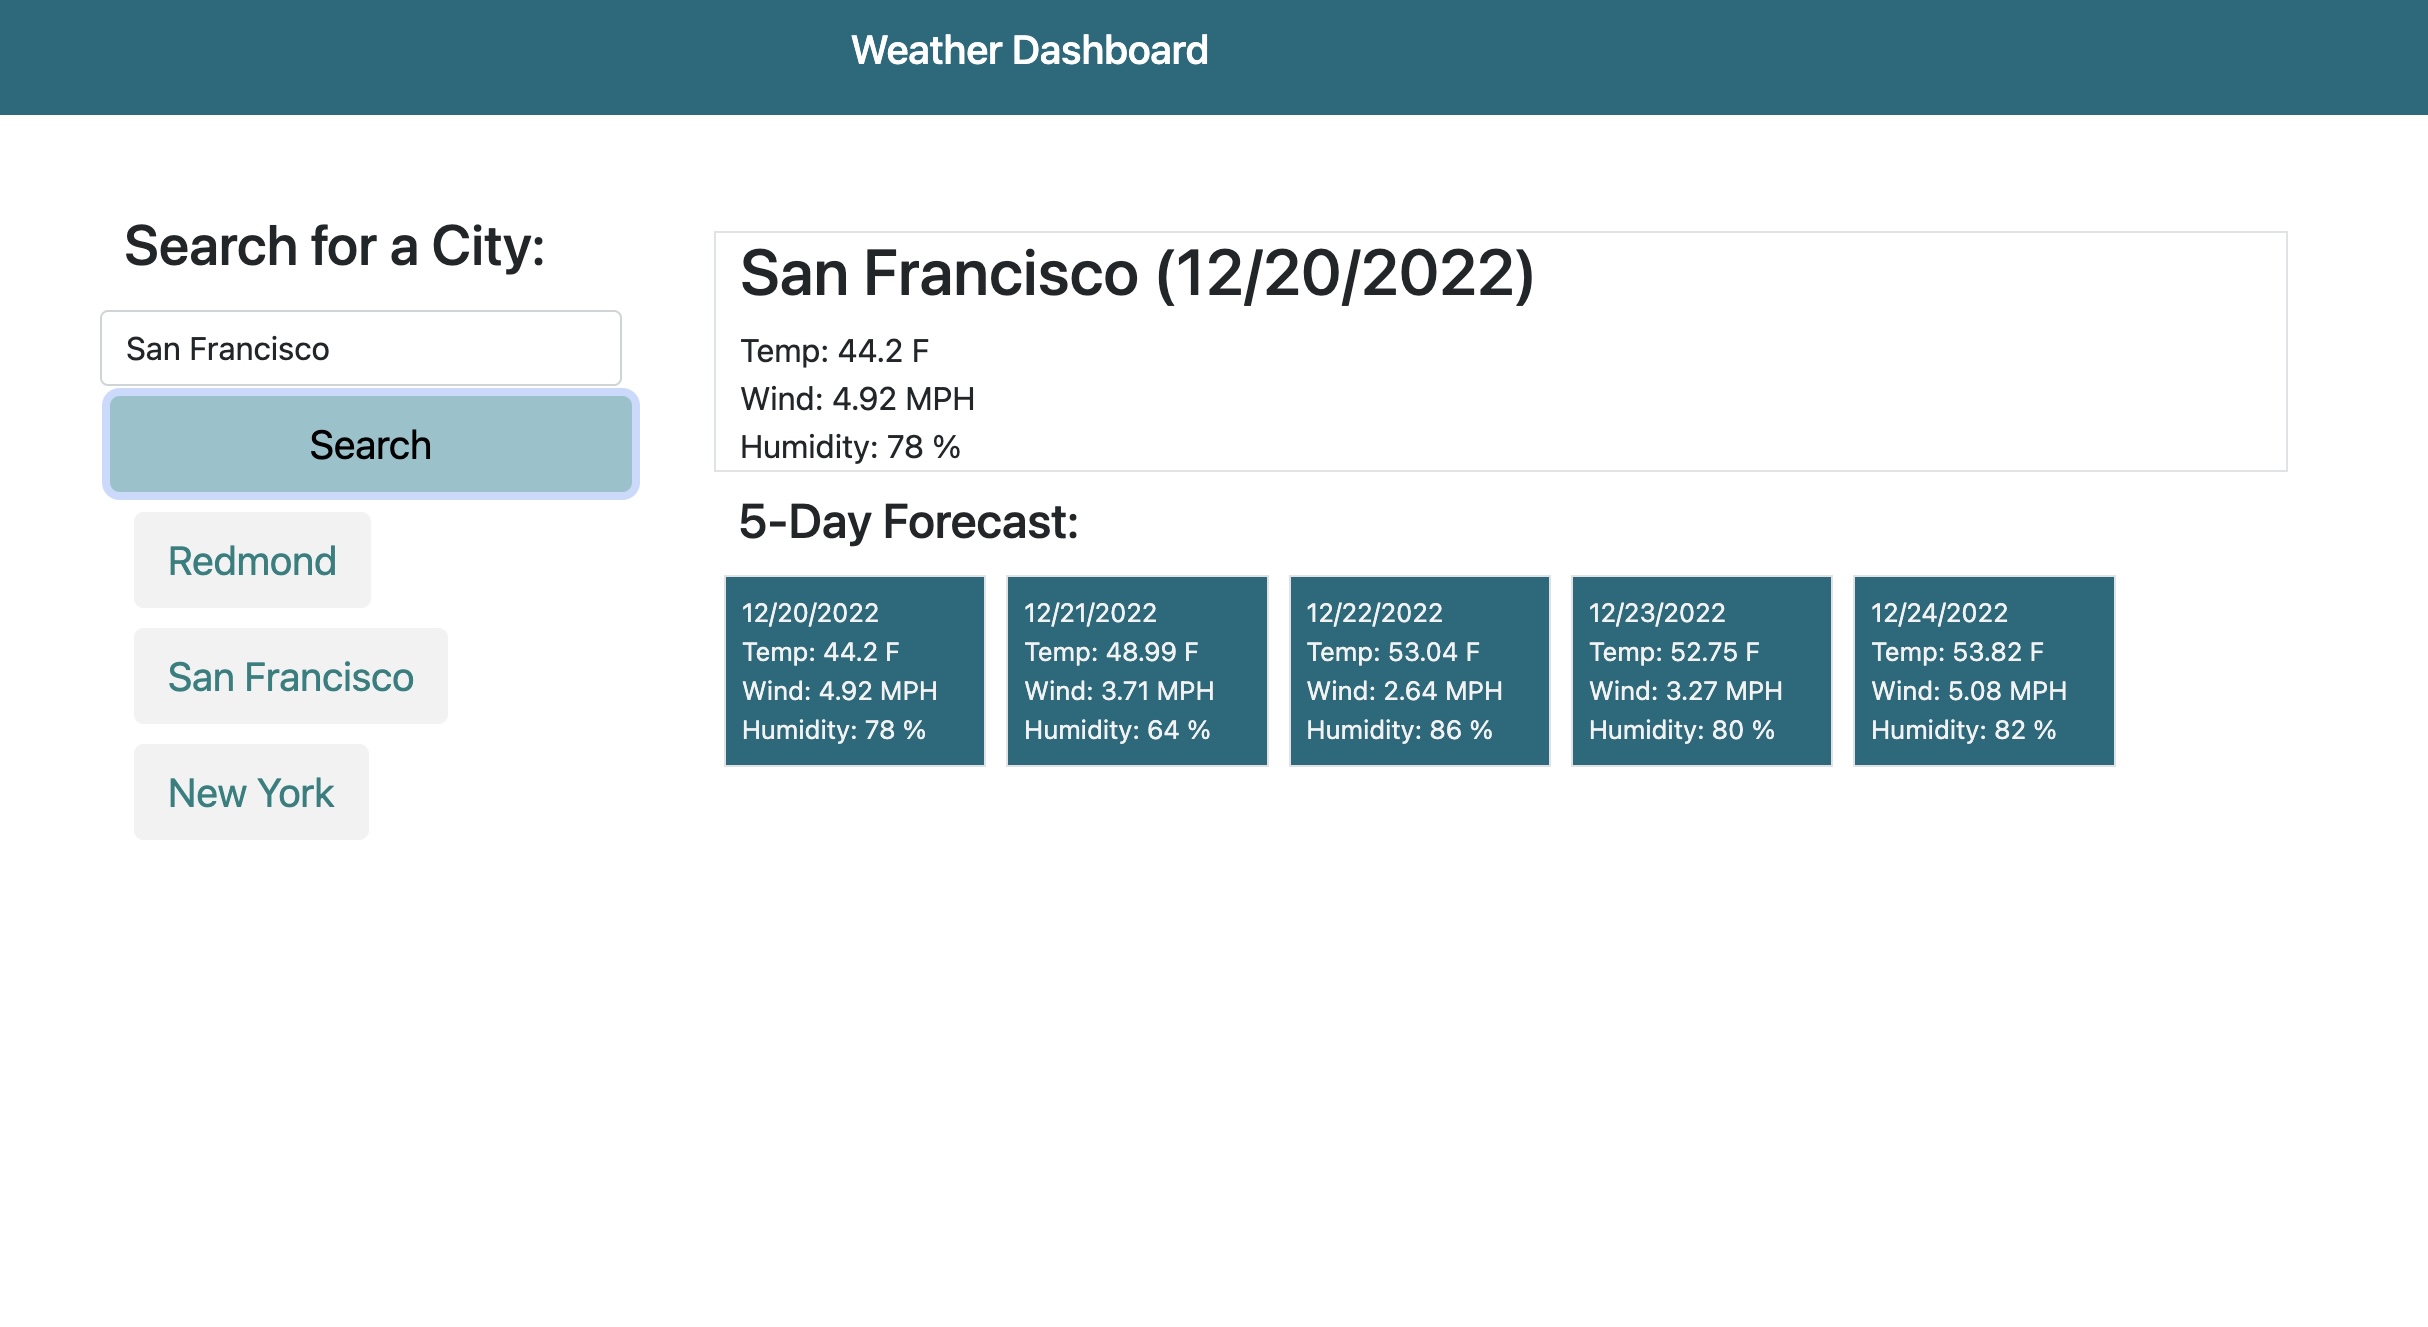 Weather Dashboard
Search for a City:
San Francisco
Search
Redmond
San Francisco
New York
San Francisco (12/20/2022)
Temp: 44.2 F
Wind: 4.92 MPH
Humidity: 78 %
5-Day Forecast:
12/20/2022
Temp: 44.2 F
Wind: 4.92 MPH
Humidity: 78 %
12/21/2022
Temp: 48.99 F
Wind: 3.71 MPH
Humidity: 64 %
12/22/2022
Temp: 53.04 F
Wind: 2.64 MPH
Humidity: 86 %
12/23/2022
Temp: 52.75 F
Wind: 3.27 MPH
Humidity: 80 %
12/24/2022
Temp: 53.82 F
Wind: 5.08 MPH
Humidity: 82 %